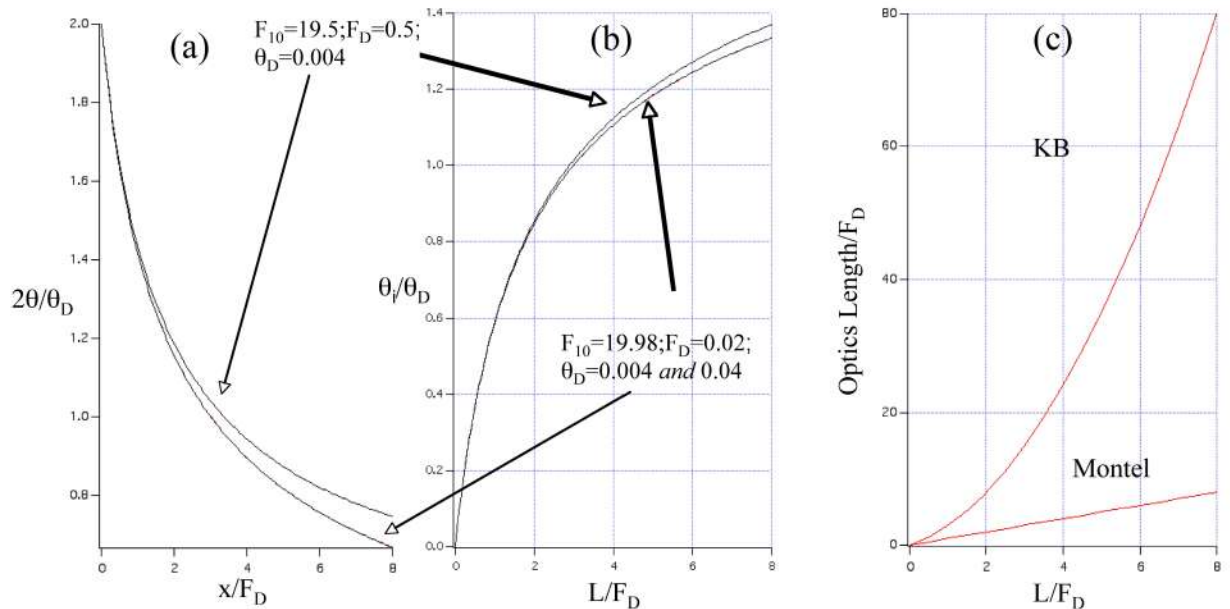 (a)
F10=19.5;FD=0.5;
θD=0.004
2.0
1.8
1.6
1.4
1.2
1.0
0.8
2θ/θD
0
2
4
6
8
x/FD
(b)
1.4
1.2
1.0
0.8
0.6
0.4
0.2
0.0
θi/θD
F10=19.98;FD=0.02;
θD=0.004 and 0.04
0
2
4
6
8
L/FD
(c)
80
60
40
20
0
Optics Length/FD
KB
Montel
0
2
4
6
8
L/FD